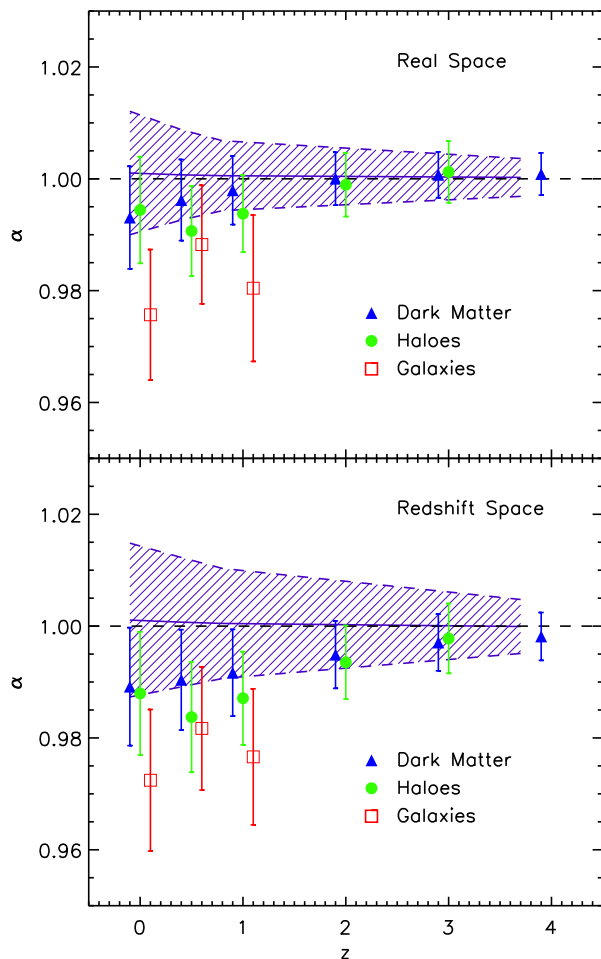 1.02
Real Space
1.00
α
0.98
Dark Matter
Haloes
Galaxies
0.96
1.02
Redshift Space
1.00
α
0.98
Dark Matter
Haloes
Galaxies
0.96
0 1 2 3 4
z